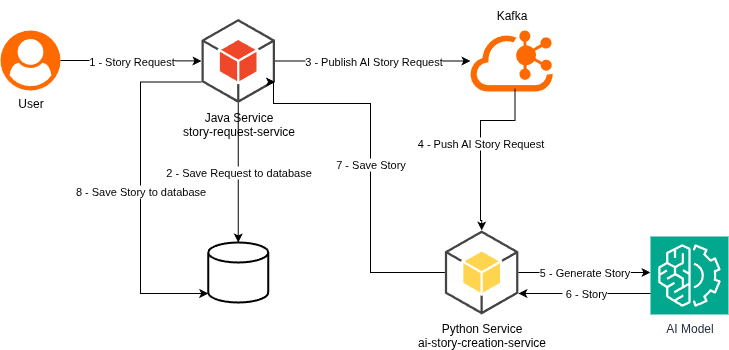 Kafka
1 - Story Request
3 - Publish AI Story Request
User
Java Service
story-request-service
4 - Push AI Story Request
7 - Save Story
2 - Save Request to database
8 - Save Story to database
5 - Generate Story
6 - Story
Python Service
ai-story-creation-service
AI Model